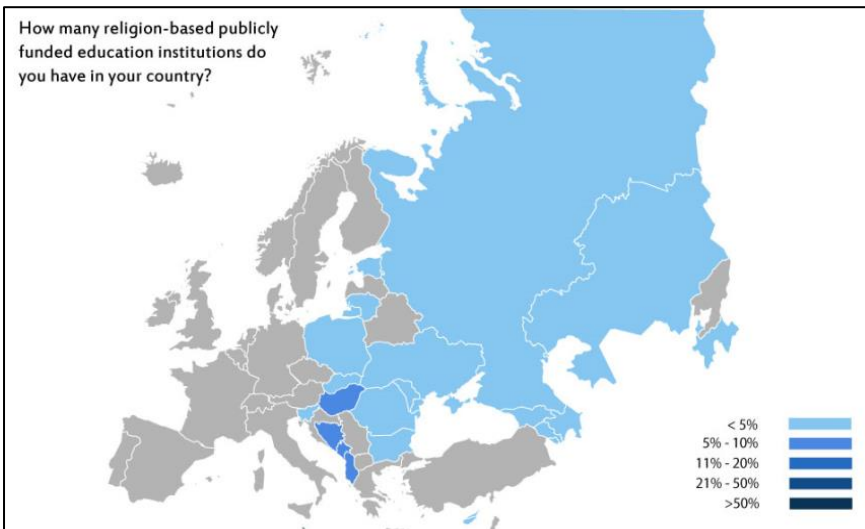 How many religion-based publicly
funded education institutions do
you have in your country?
< 5%
5% - 10%
11% - 20%
21% - 50%
>50%